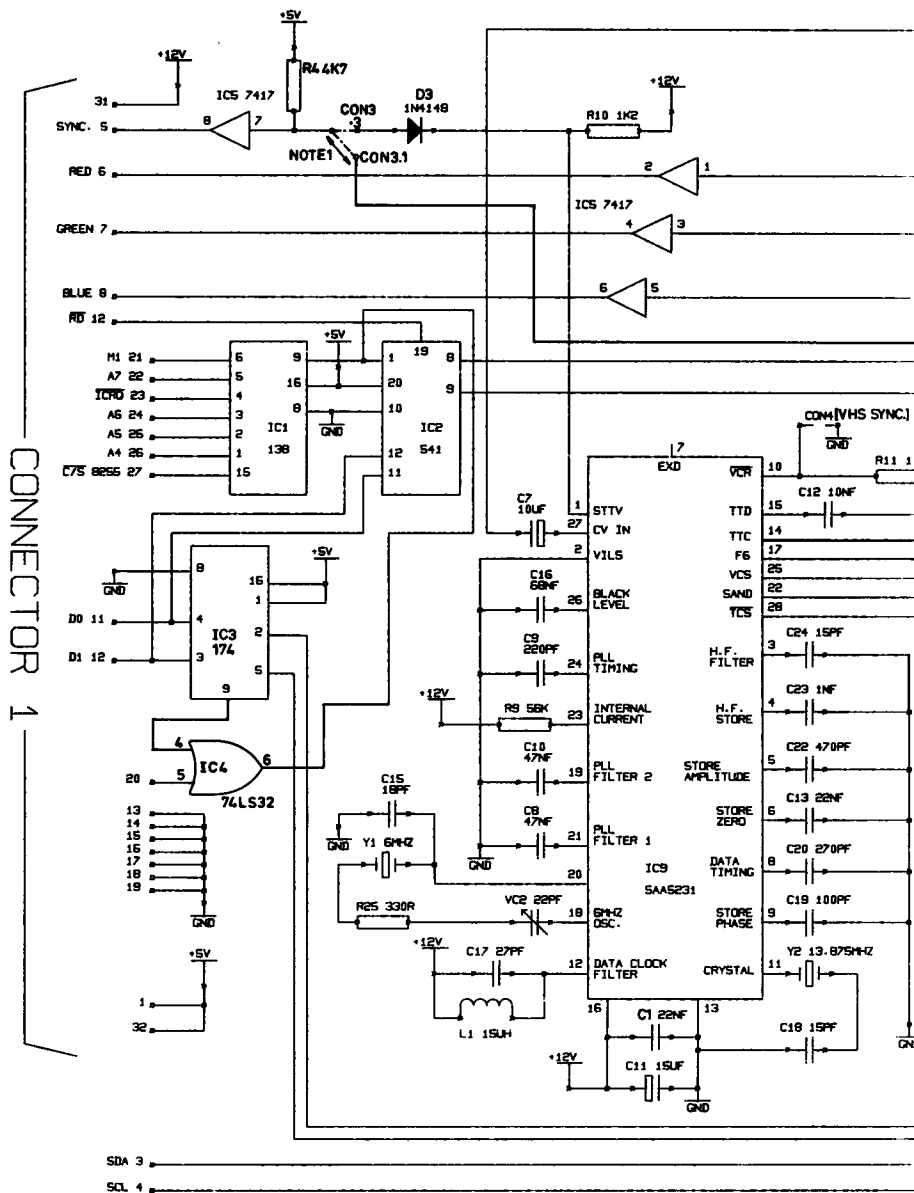 +5V
+12V
R4 4K7
31
IC5 7417
CON3
3
D3
1N4148
+12V
R10 1K2
SYNC. 5
8
7
NOTE1
CON3.1
RED 6
2
1
IC5 7417
GREEN 7
4
3
BLUE 8
6
5
RD 12
+5V
19
M1 21
6
9
1
8
A7 22
5
16
20
9
ICRQ 23
4
8
10
A6 24
3
IC1
GND
IC2
A5 25
2
138
12
541
A4 26
1
11
C/S 8255 27
15
CON4 [VHS SYNC.]
GND
7
EXD
VCR
10
R11 1
C12 10NF
C7
10UF
1
STTV
TTD
15
27
CV IN
TTC
14
2
VILS
F6
17
VCS
25
SAND
22
TCS
28
+5V
8
GND
16
1
C16
68NF
26
BLACK
LEVEL
D0 11
4
IC3
174
2
D1 12
3
5
9
C9
220PF
24
PLL
TIMING
H.F.
FILTER
3
C24 15PF
+12V
R9 56K
23
INTERNAL
CURRENT
H.F.
STORE
4
C23 1NF
4
IC4
6
5
20
74LS32
C10
47NF
19
PLL
FILTER 2
STORE
AMPLITUDE
5
C22 470PF
C15
18PF
GND
C8
47NF
21
PLL
FILTER 1
STORE
ZERO
6
C13 22NF
13
14
15
16
17
18
19
GND
Y1 6MHZ
GND
20
IC9
SAA5231
DATA
TIMING
8
C20 270PF
R25 330R
VC2 22PF
18
6MHZ
OSC.
STORE
PHASE
9
C19 100PF
+12V
C17 27PF
12
DATA CLOCK
FILTER
CRYSTAL
11
Y2 13.875MHZ
L1 15UH
16
13
C1 22NF
C18 15PF
+12V
C11 15UF
GND
+5V
1
32
SDA 3
SCL 4
CONNECTOR 1